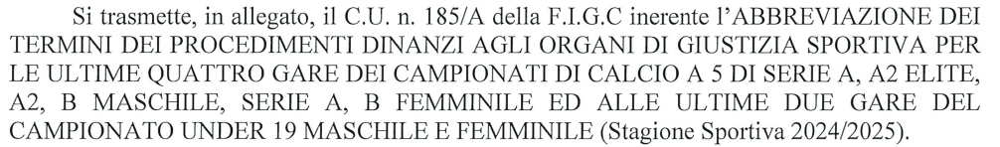 Si trasmette, in allegato, il C.U. n. 185/A della F.I.G.C inerente l'ABBREVIAZIONE DEI
TERMINI DEI PROCEDIMENTI DINANZI AGLI ORGANI DI GIUSTIZIA SPORTIVA PER
LE ULTIME QUATTRO GARE DEI CAMPIONATI DI CALCIO A 5 DI SERIE A, A2 ELITE,
A2, B MASCHILE, SERIE A, B FEMMINILE ED ALLE ULTIME DUE GARE DEL
CAMPIONATO UNDER 19 MASCHILE E FEMMINILE (Stagione Sportiva 2024/2025).